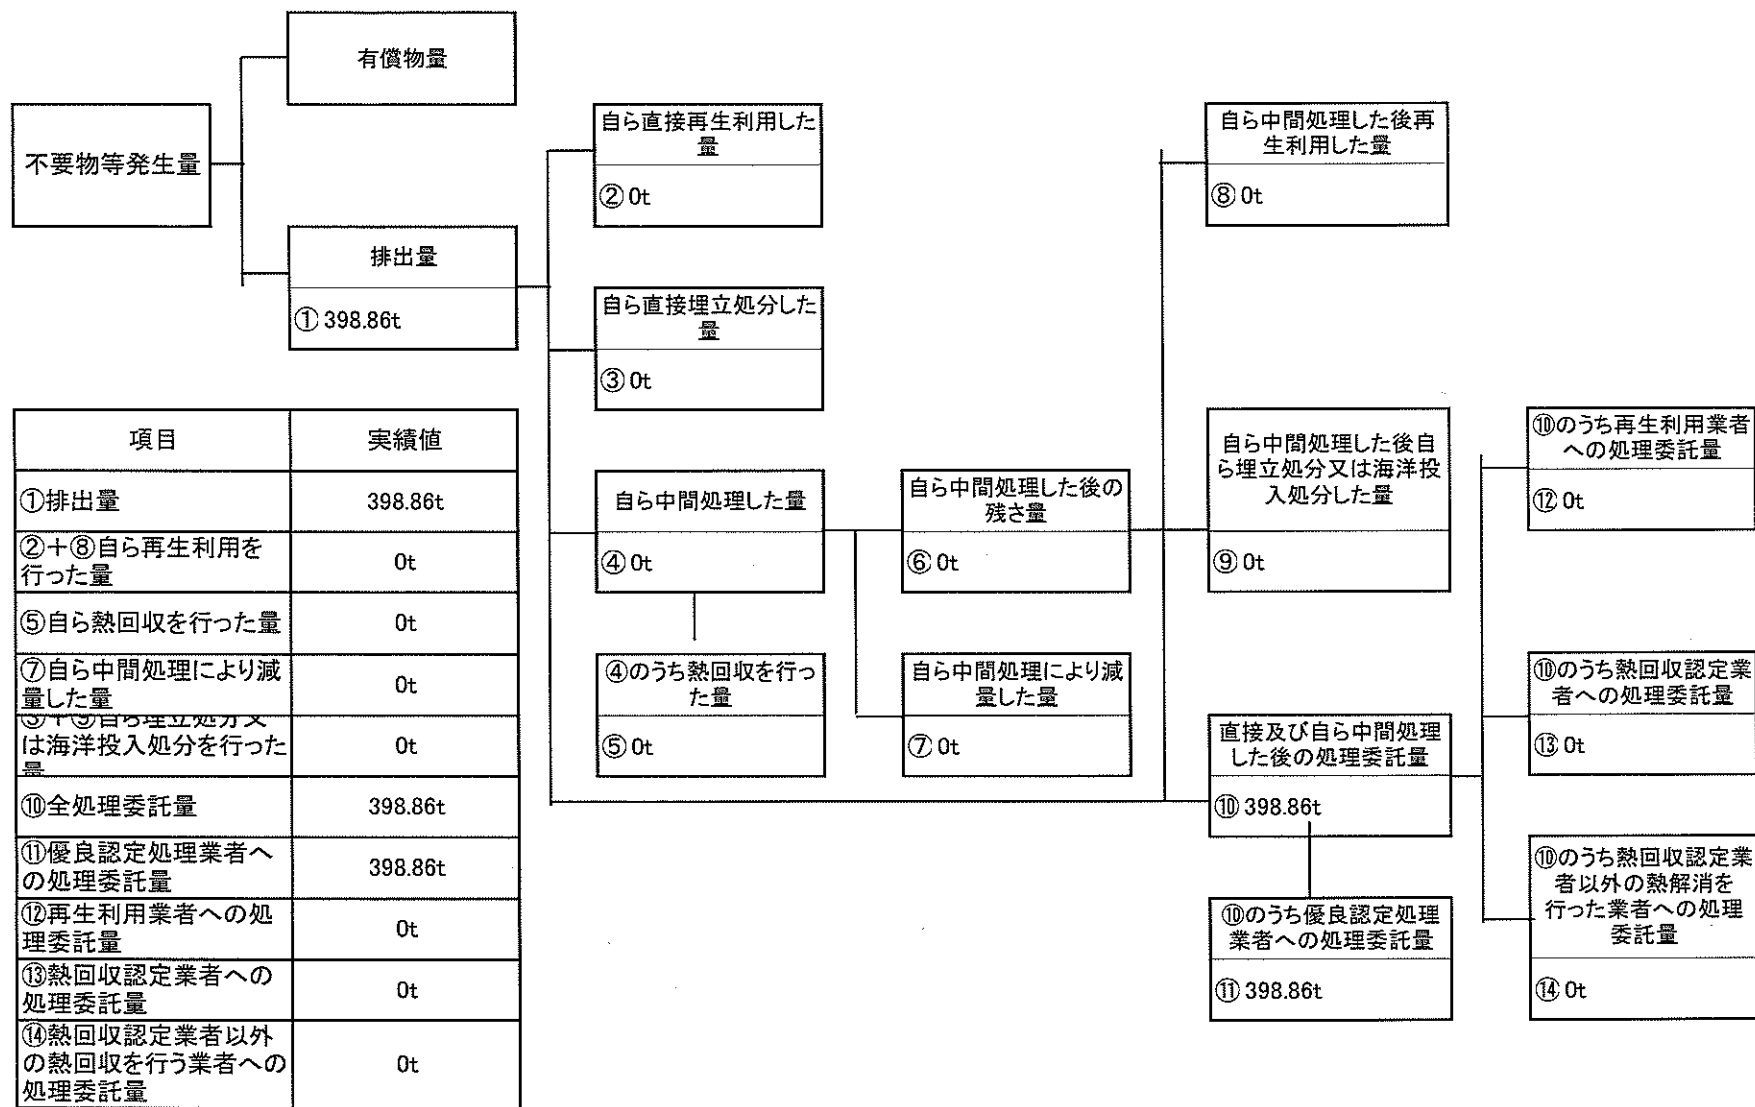 有償物量
不要物等発生量
排出量
① 398.86t
自ら直接再生利用した
量
② 0t
自ら直接埋立処分した
量
③ 0t
自ら中間処理した量
④ 0t
④のうち熱回収を行っ
た量
⑤ 0t
自ら中間処理した後の
残さ量
⑥ 0t
自ら中間処理により減
量した量
⑦ 0t
自ら中間処理した後再
生利用した量
⑧ 0t
自ら中間処理した後自
ら埋立処分又は海洋投
入処分した量
⑨ 0t
直接及び自ら中間処理
した後の処理委託量
⑩ 398.86t
⑩のうち優良認定処理
業者への処理委託量
⑪ 398.86t
⑩のうち再生利用業者
への処理委託量
⑫ 0t
⑩のうち熱回収認定業
者への処理委託量
⑬ 0t
⑩のうち熱回収認定業
者以外の熱解消を
行った業者への処理
委託量
⑭ 0t
項目 実績値
①排出量 398.86t
②+⑧自ら再生利用を
行った量
0t
⑤自ら熱回収を行った量 0t
⑦自ら中間処理により減
量した量
0t
③+⑨自ら埋立処分又
は海洋投入処分を行った
量
0t
⑩全処理委託量 398.86t
⑪優良認定処理業者へ
の処理委託量
398.86t
⑫再生利用業者への処
理委託量
0t
⑬熱回収認定業者への
処理委託量
0t
⑭熱回収認定業者以外
の熱回収を行う業者への
処理委託量
0t